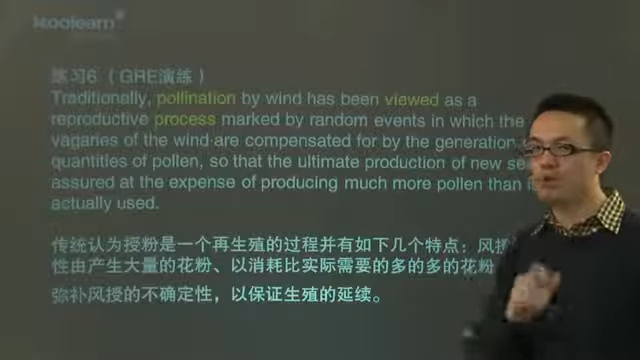 koolearn
练习6 (GRE演练)
Traditionally, pollination by wind has been viewed as a
reproductive process marked by random events in which the
vagaries of the wind are compensated for by the generation
quantities of pollen, so that the ultimate production of new
assured at the expense of producing much more pollen than
actually used.
传统认为授粉是一个再生殖的过程并有如下几个特点：风授
性由产生大量的花粉、以消耗比实际需要的多的多的花粉
弥补风授的不确定性，以保证生殖的延续。